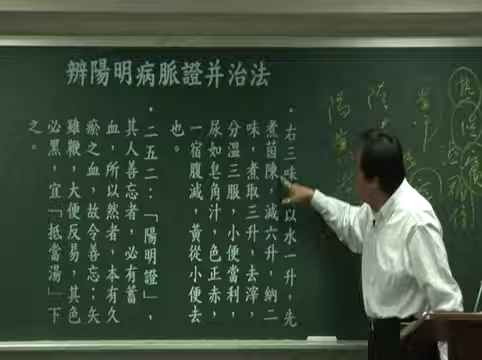 辨陽明病脈證并治法
．右三味以水一升，先
煮茵陳，減六升，納二
味，煮取三升，去滓，
分溫三服，小便當利，
尿如皂角汁，色正赤，
一宿腹減，黃從小便去
也。
．二五二：「陽明證」，
其人善忘者，必有蓄
血，所以然者，本有久
瘀之血，故令善忘；矢
雖鞕，大便反易，其色
必黑，宜「抵當湯」下
之。
陰
陽